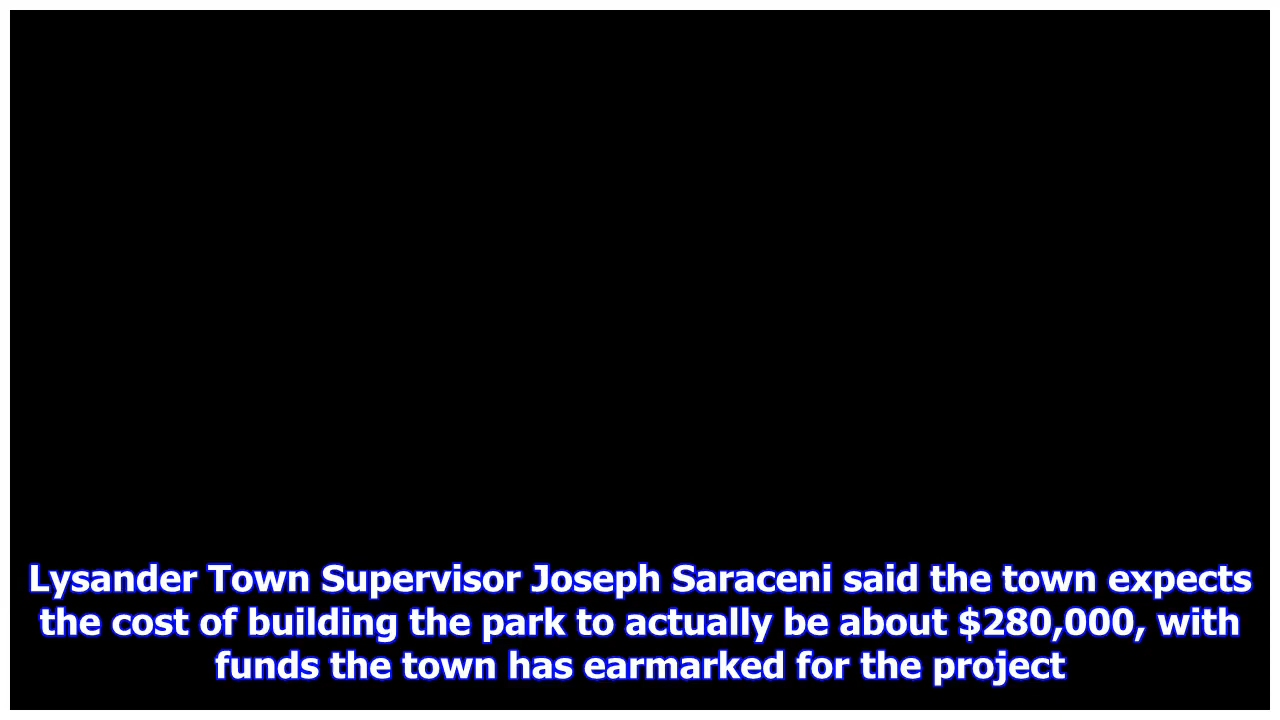 Lysander Town Supervisor Joseph Saraceni said the town expects
the cost of building the park to actually be about $280,000, with
funds the town has earmarked for the project